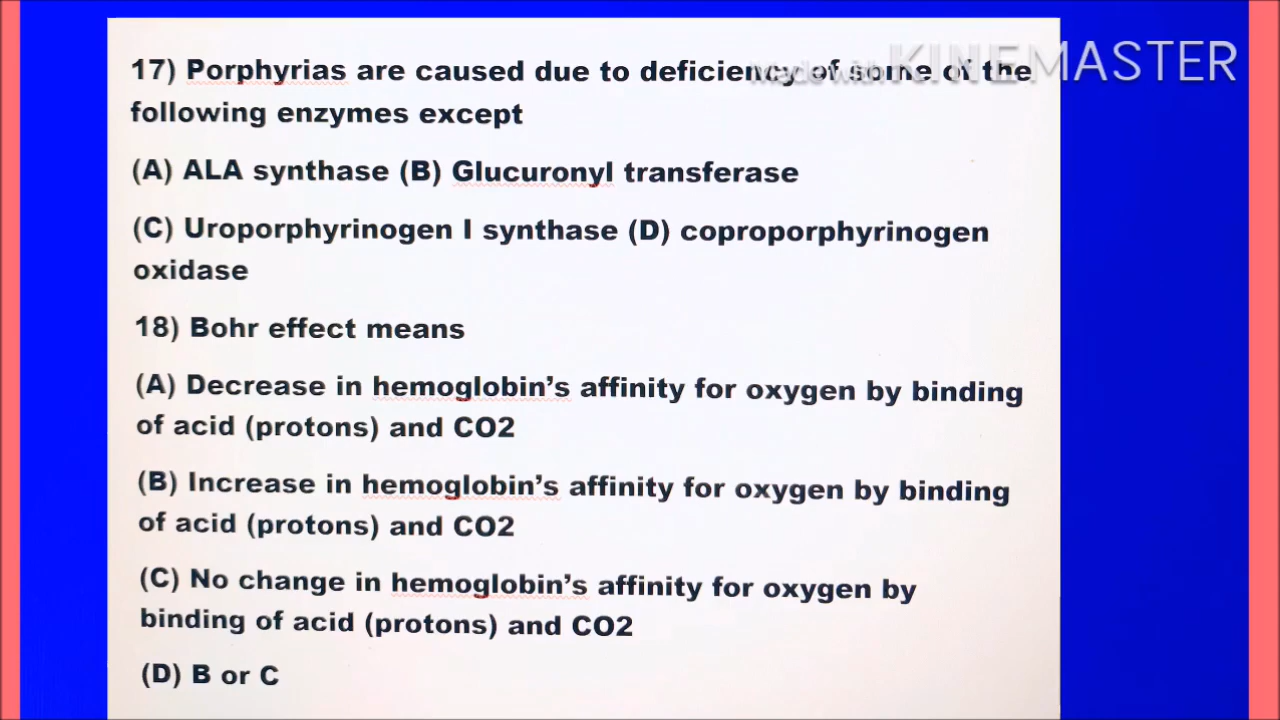 17) Porphyrias are caused due to deficiency of some of the
following enzymes except
(A) ALA synthase (B) Glucuronyl transferase
(C) Uroporphyrinogen I synthase (D) coproporphyrinogen
oxidase
18) Bohr effect means
(A) Decrease in hemoglobin’s affinity for oxygen by binding
of acid (protons) and CO2
(B) Increase in hemoglobin’s affinity for oxygen by binding
of acid (protons) and CO2
(C) No change in hemoglobin’s affinity for oxygen by
binding of acid (protons) and CO2
(D) B or C
Made with KINEMASTER